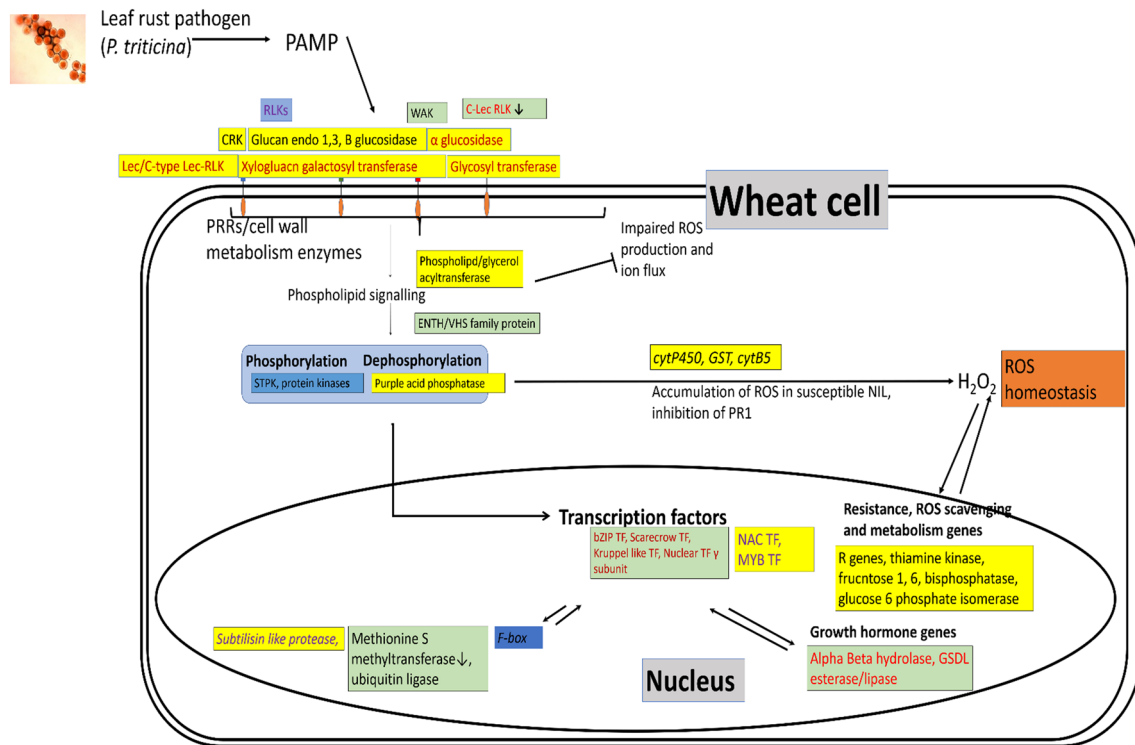 Leaf rust pathogen
(P. triticina)
PAMP
RLKs
WAK
C-Lec RLK ↓
CRK
Glucan endo 1,3, B glucosidase
α glucosidase
Lec/C-type Lec-RLK
Xylogluacn galactosyl transferase
Glycosyl transferase
Wheat cell
PRRs/cell wall
metabolism enzymes
Impaired ROS
production and
ion flux
Phospholipd/glycerol
acyltransferase
Phospholipid signalling
ENTH/VHS family protein
Phosphorylation
Dephosphorylation
STPK, protein kinases
Purple acid phosphatase
cytP450, GST, cytB5
Accumulation of ROS in susceptible NIL,
inhibition of PR1
H₂O₂
ROS
homeostasis
Transcription factors
bZIP TF, Scarecrow TF,
Kruppel like TF, Nuclear TF γ
subunit
NAC TF,
MYB TF
Resistance, ROS scavenging
and metabolism genes
R genes, thiamine kinase,
frucntose 1, 6, bisphosphatase,
glucose 6 phosphate isomerase
Subtilisin like protease,
Methionine S
methyltransferase↓,
ubiquitin ligase
F-box
Growth hormone genes
Alpha Beta hydrolase, GSDL
esterase/lipase
Nucleus